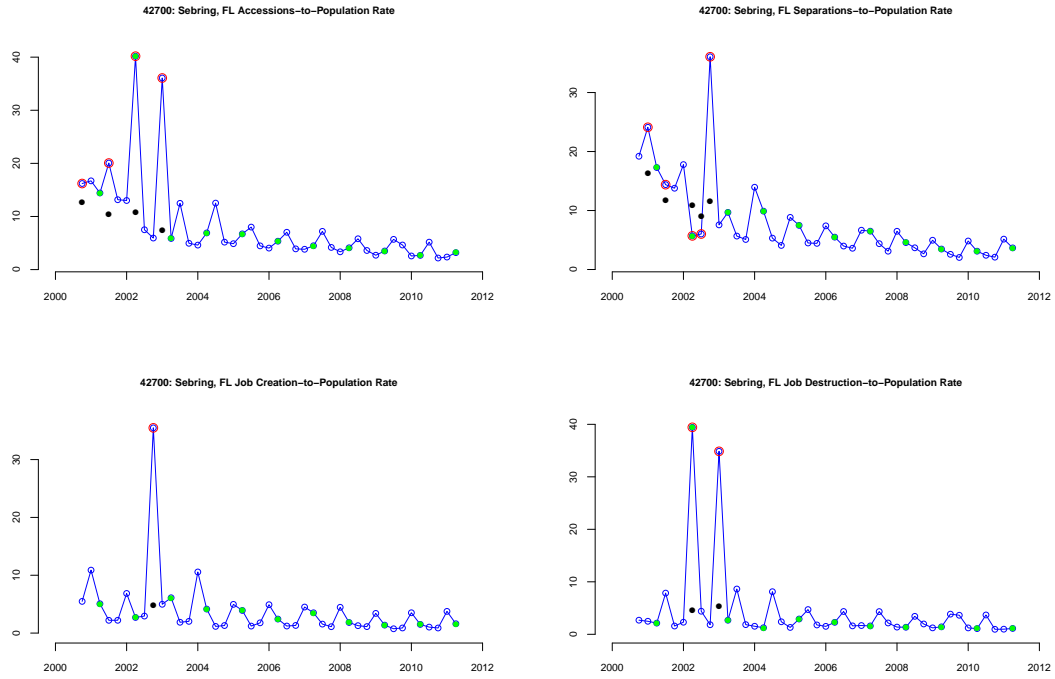 42700: Sebring, FL Accessions−to−Population Rate
40
30
20
10
0
2000 2002 2004 2006 2008 2010 2012
42700: Sebring, FL Separations−to−Population Rate
30
20
10
0
2000 2002 2004 2006 2008 2010 2012
42700: Sebring, FL Job Creation−to−Population Rate
30
20
10
0
2000 2002 2004 2006 2008 2010 2012
42700: Sebring, FL Job Destruction−to−Population Rate
40
30
20
10
0
2000 2002 2004 2006 2008 2010 2012